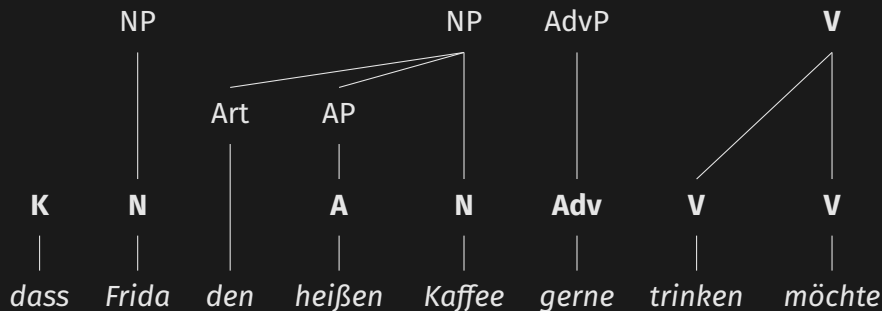 NP NP AdvP V
Art AP
K N A N Adv V V
dass Frida den heißen Kaffee gerne trinken möchte